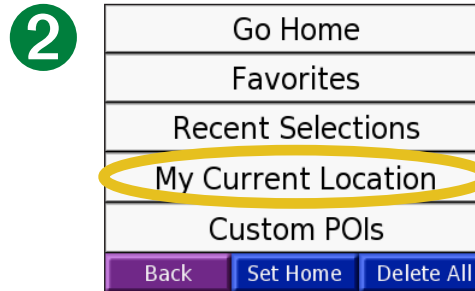 2
Go Home
Favorites
Recent Selections
My Current Location
Custom POIs
Back Set Home Delete All